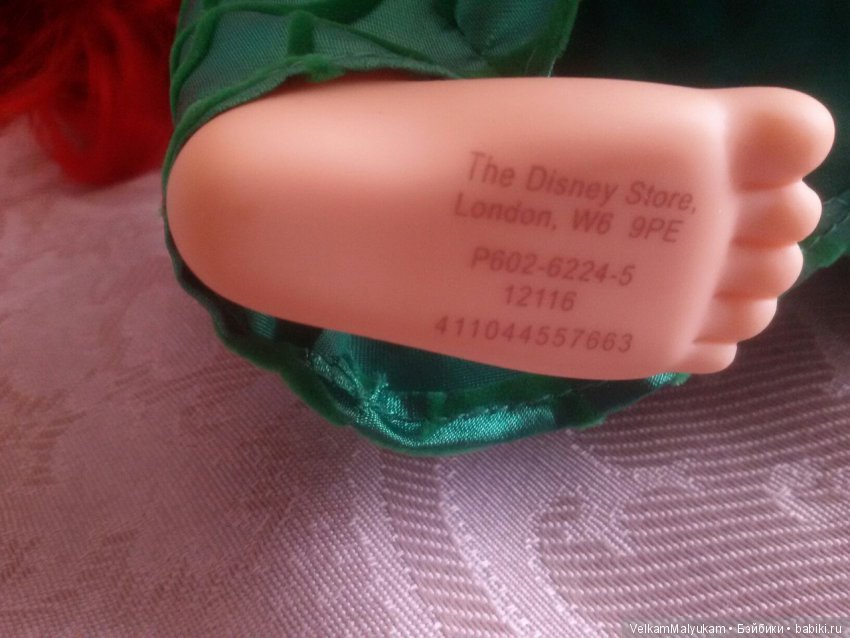 The Disney Store,
London, W6 9PE
P602-6224-5
12116
411044557663
VelkamMalyukam • Бэйбики • babiki.ru